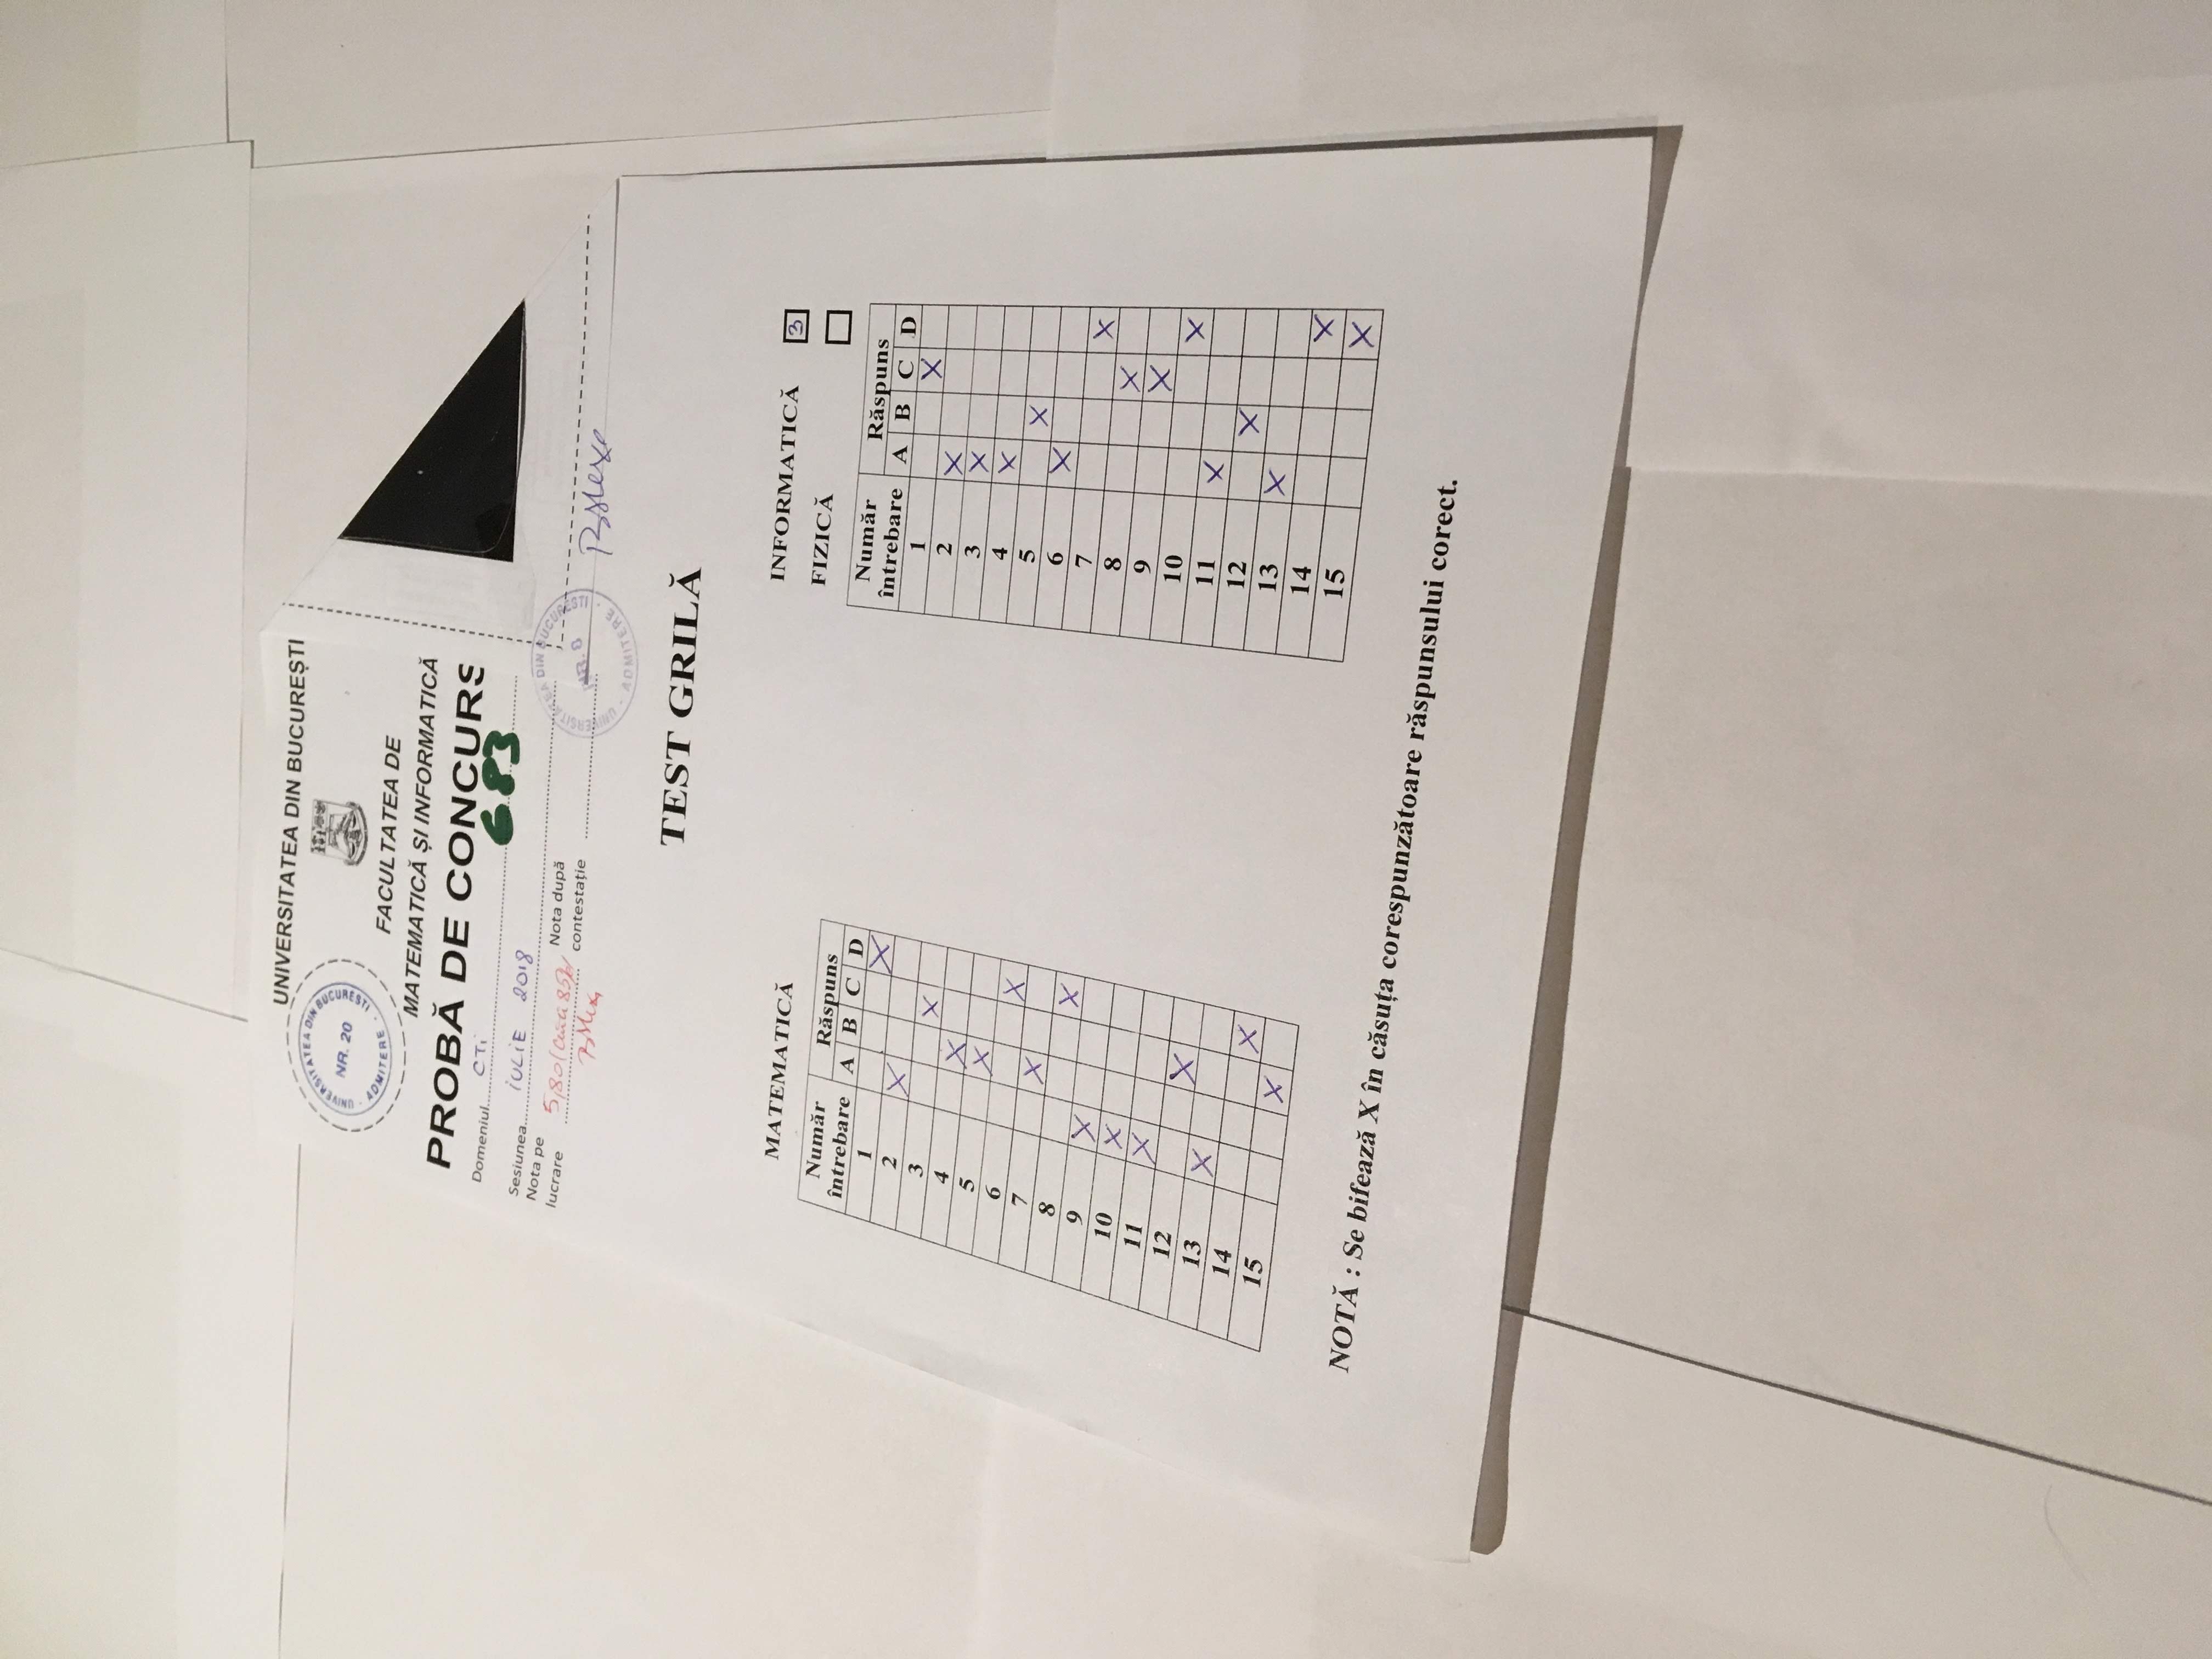 UNIVERSITATEA DIN BUCUREȘTI
UNIVERSITATEA DIN BUCUREȘTI
NR. 20
ADMITERE
FACULTATEA DE
MATEMATICĂ ȘI INFORMATICĂ
PROBĂ DE CONCURS
Domeniul CTi 683
Sesiunea iULiE 2018
Nota pe lucrare 5,80
Nota după contestație
UNIVERSITATEA DIN BUCUREȘTI
NR. 8
ADMITERE
TEST GRILĂ
MATEMATICĂ
Număr întrebare Răspuns
A B C D
1 X
2 X
3 X
4 X
5 X
6 X
7 X
8 X
9 X
10 X
11 X
12 X
13 X
14 X
15 X
INFORMATICĂ 3
FIZICĂ
Număr întrebare Răspuns
A B C D
1 X
2 X
3 X
4 X
5 X
6 X
7 X
8 X
9 X
10 X
11 X
12 X
13 X
14 X
15 X
NOTĂ : Se bifează X în căsuța corespunzătoare răspunsului corect.